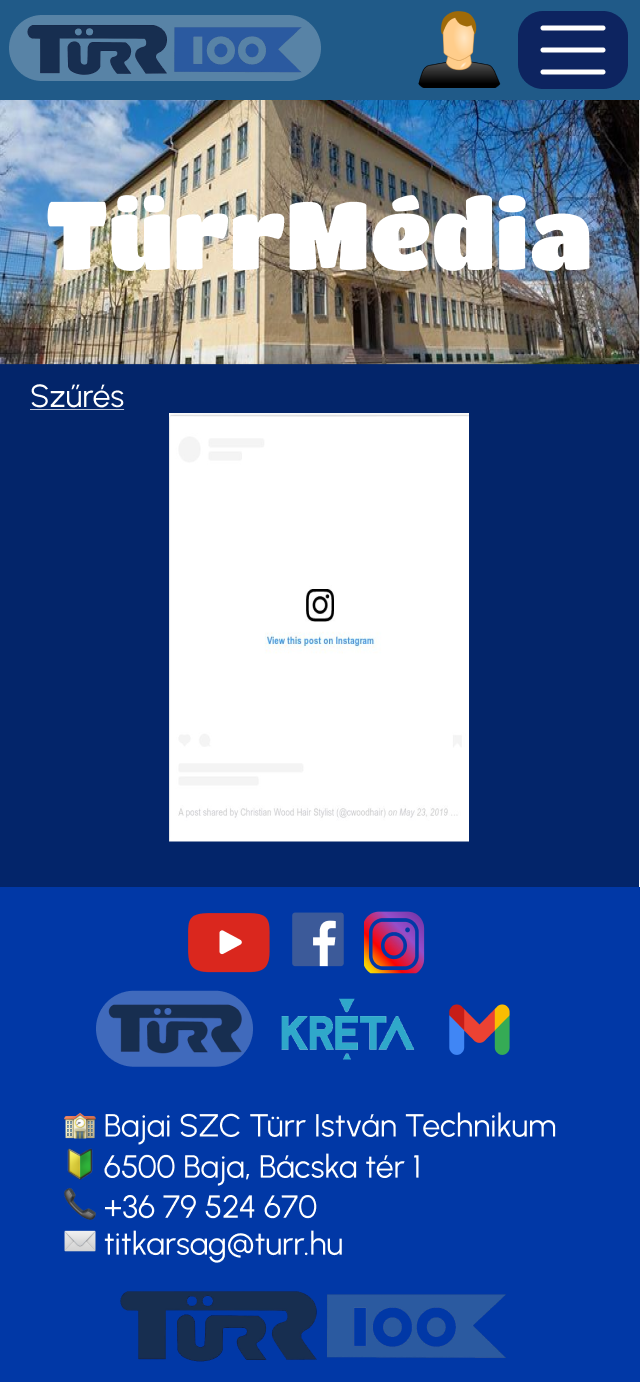 TÜRR 100
TürrMédia
Szűrés
View this post on Instagram
A post shared by Christian Wood Hair Stylist (@cwoodhair) on May 23, 2019 ...
TÜRR
KRÉTA
Bajai SZC Türr István Technikum
6500 Baja, Bácska tér 1
+36 79 524 670
titkarsag@turr.hu
TÜRR 100